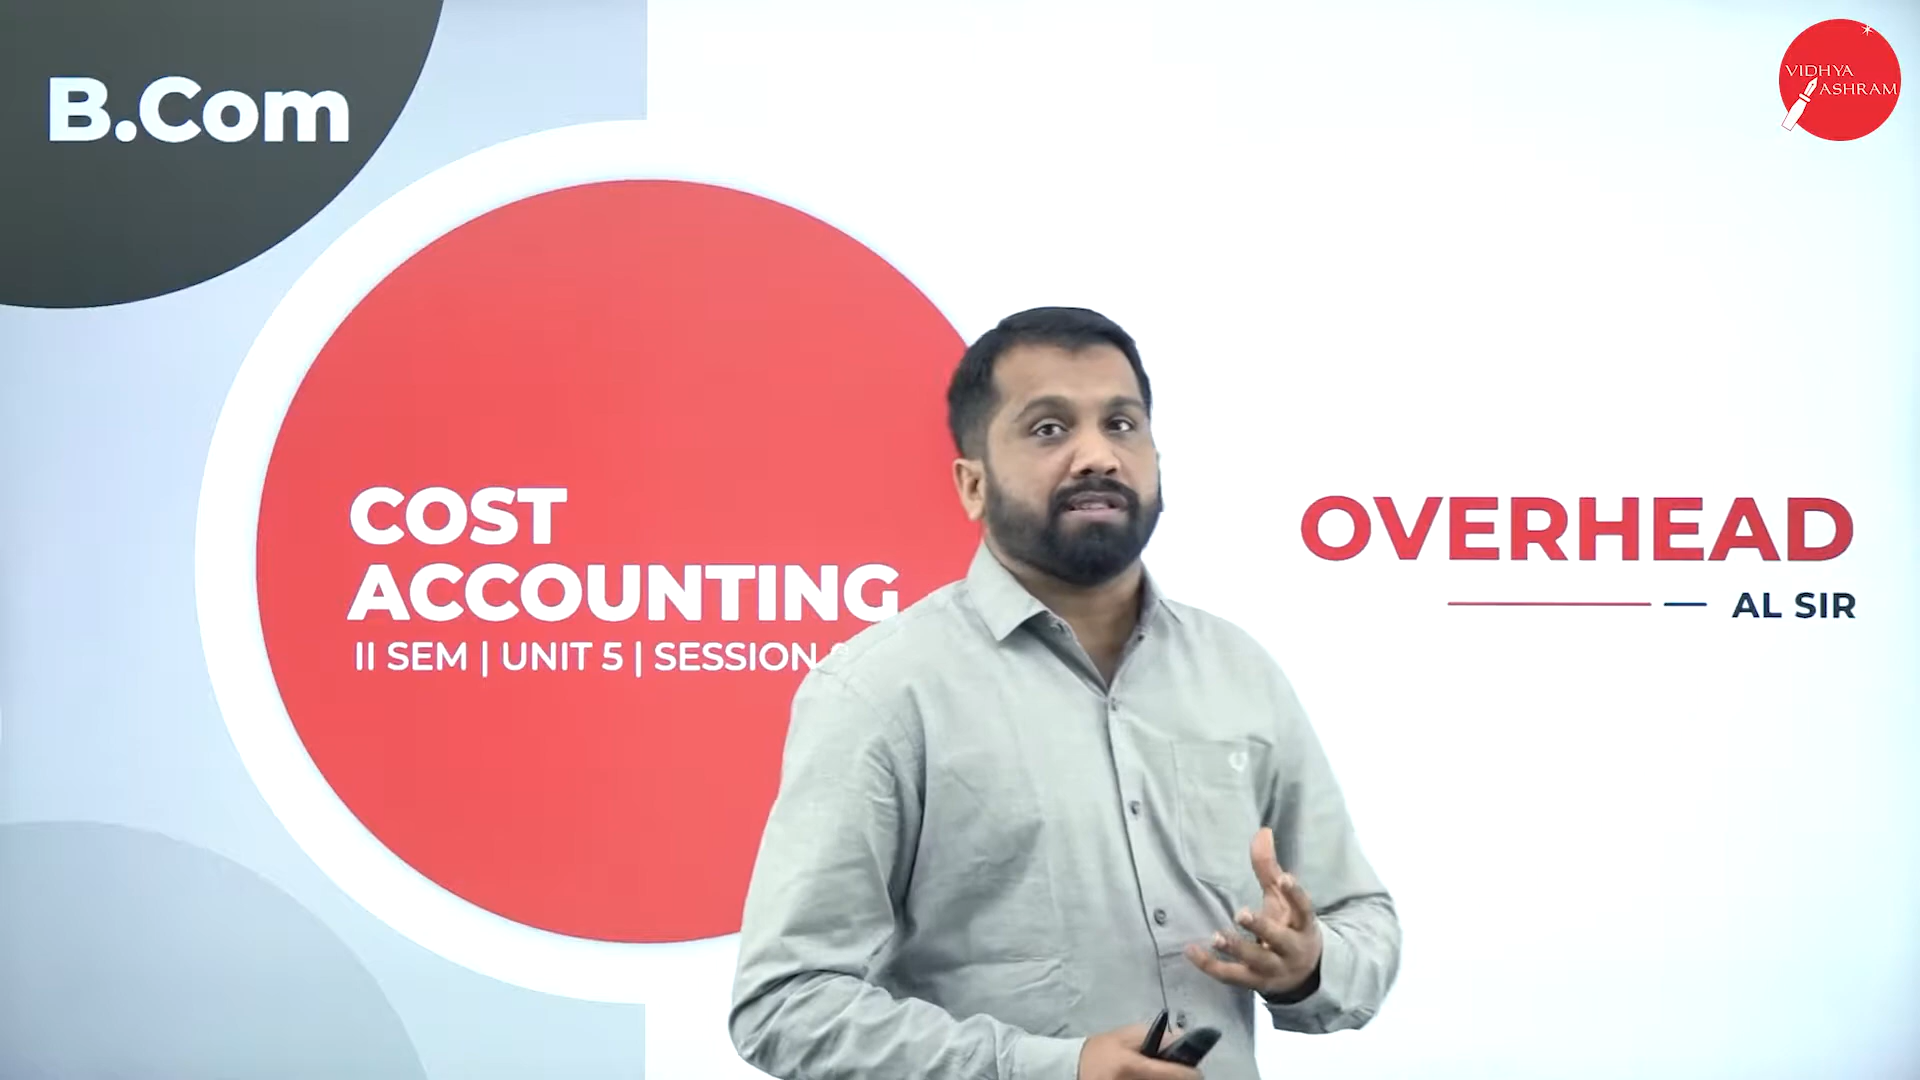 B.Com
VIDHYA
ASHRAM
COST
ACCOUNTING
II SEM | UNIT 5 | SESSION
OVERHEAD
AL SIR